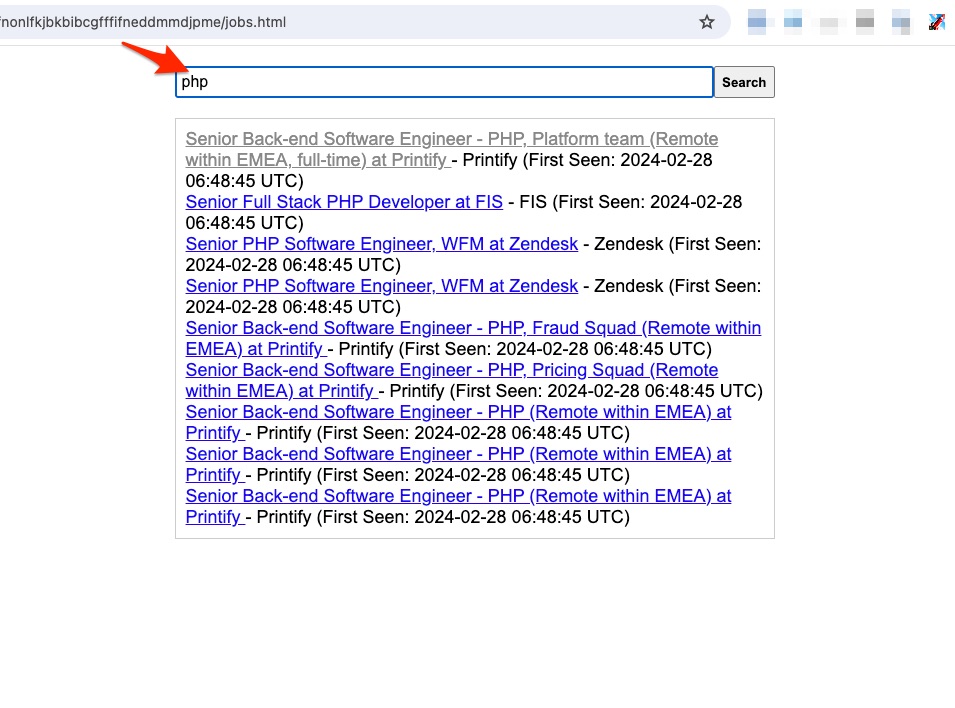 nonlfkjbkbibcgfffifneddmmdjpme/jobs.html
php
Search
Senior Back-end Software Engineer - PHP, Platform team (Remote
within EMEA, full-time) at Printify - Printify (First Seen: 2024-02-28
06:48:45 UTC)
Senior Full Stack PHP Developer at FIS - FIS (First Seen: 2024-02-28
06:48:45 UTC)
Senior PHP Software Engineer, WFM at Zendesk - Zendesk (First Seen:
2024-02-28 06:48:45 UTC)
Senior PHP Software Engineer, WFM at Zendesk - Zendesk (First Seen:
2024-02-28 06:48:45 UTC)
Senior Back-end Software Engineer - PHP, Fraud Squad (Remote within
EMEA) at Printify - Printify (First Seen: 2024-02-28 06:48:45 UTC)
Senior Back-end Software Engineer - PHP, Pricing Squad (Remote
within EMEA) at Printify - Printify (First Seen: 2024-02-28 06:48:45 UTC)
Senior Back-end Software Engineer - PHP (Remote within EMEA) at
Printify - Printify (First Seen: 2024-02-28 06:48:45 UTC)
Senior Back-end Software Engineer - PHP (Remote within EMEA) at
Printify - Printify (First Seen: 2024-02-28 06:48:45 UTC)
Senior Back-end Software Engineer - PHP (Remote within EMEA) at
Printify - Printify (First Seen: 2024-02-28 06:48:45 UTC)